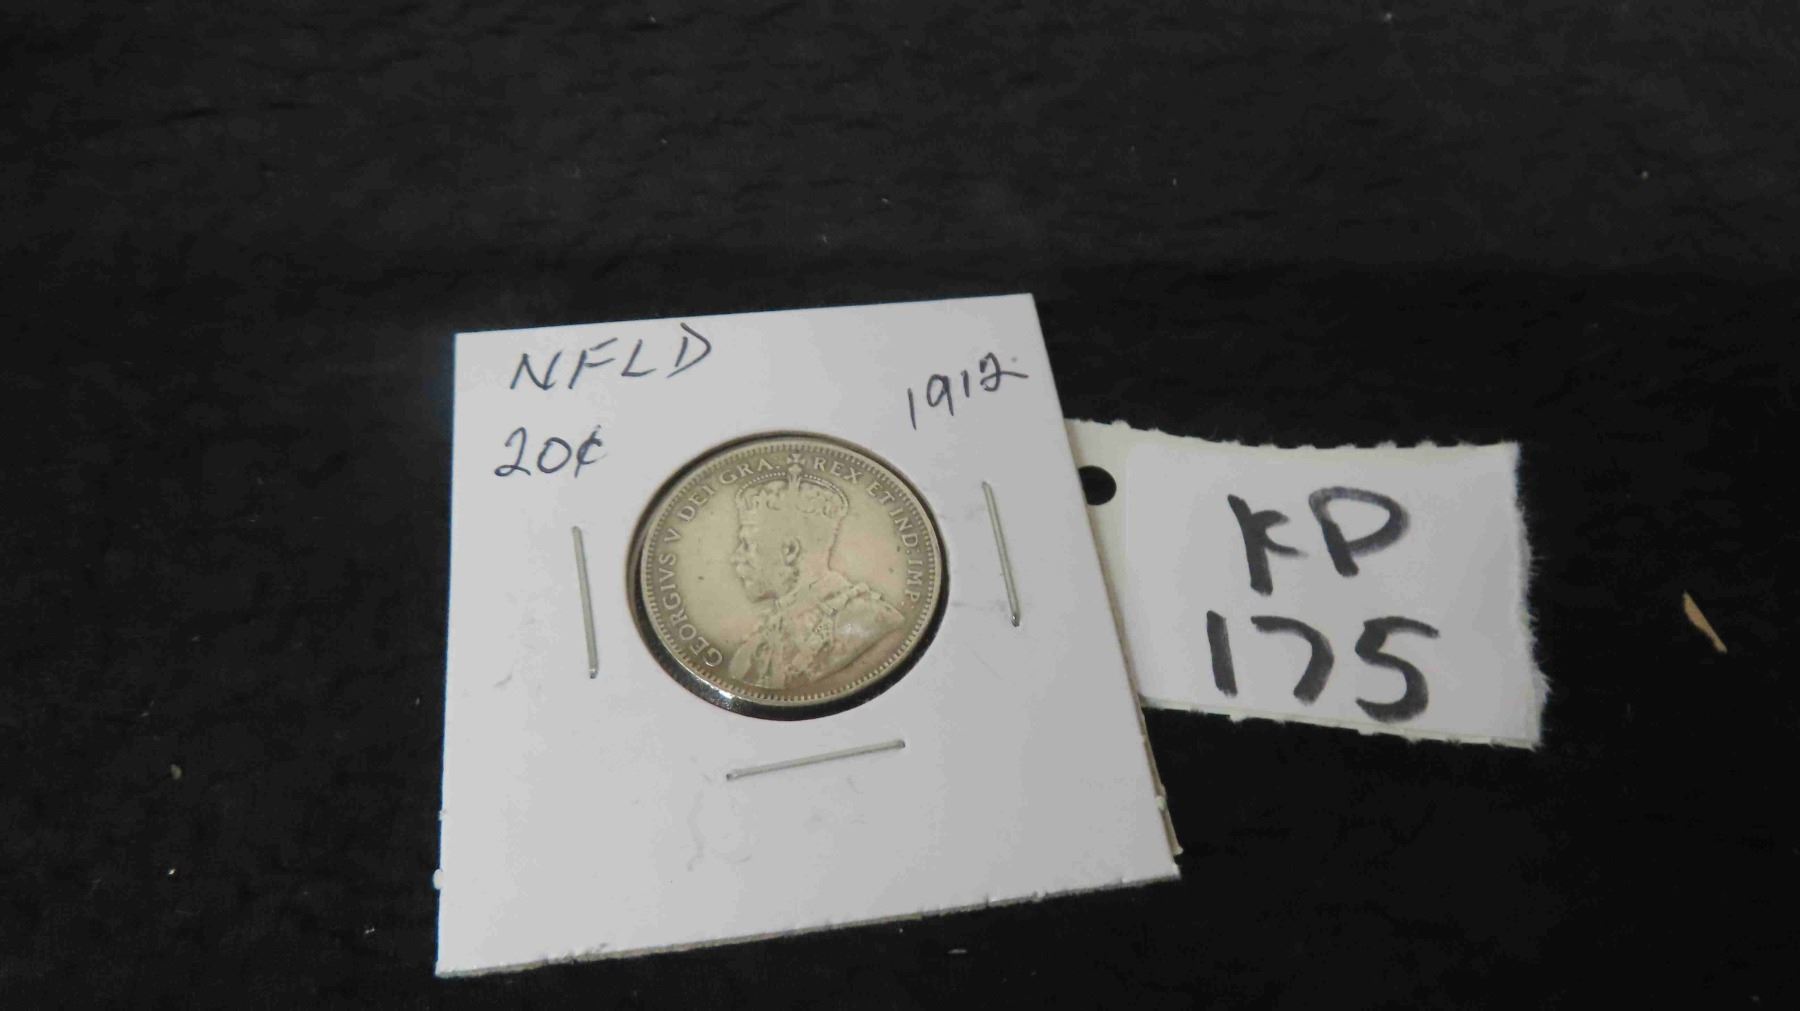 NFLD
1912
20¢
GEORGIVS V DEI GRA: REX ET IND: IMP:
KP
175